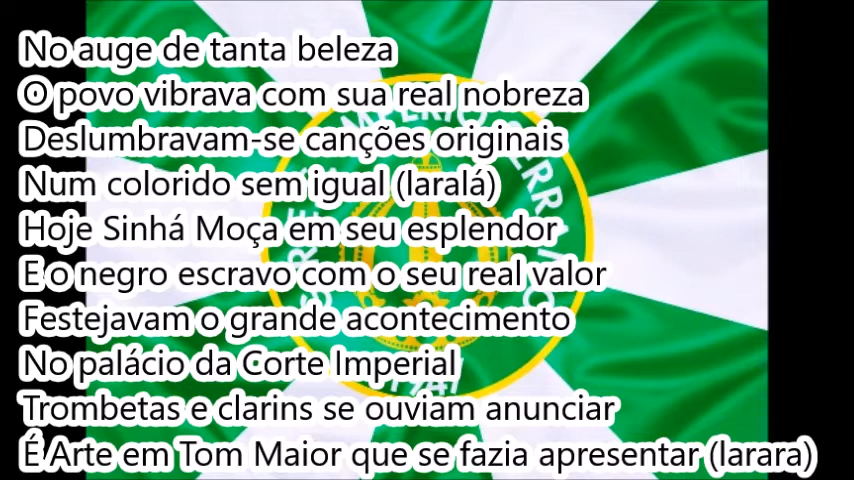 No auge de tanta beleza
O povo vibrava com sua real nobreza
Deslumbravam-se canções originais
Num colorido sem igual (laralá)
Hoje Sinhá Moça em seu esplendor
E o negro escravo com o seu real valor
Festejavam o grande acontecimento
No palácio da Corte Imperial
Trombetas e clarins se ouviam anunciar
É Arte em Tom Maior que se fazia apresentar (larara)